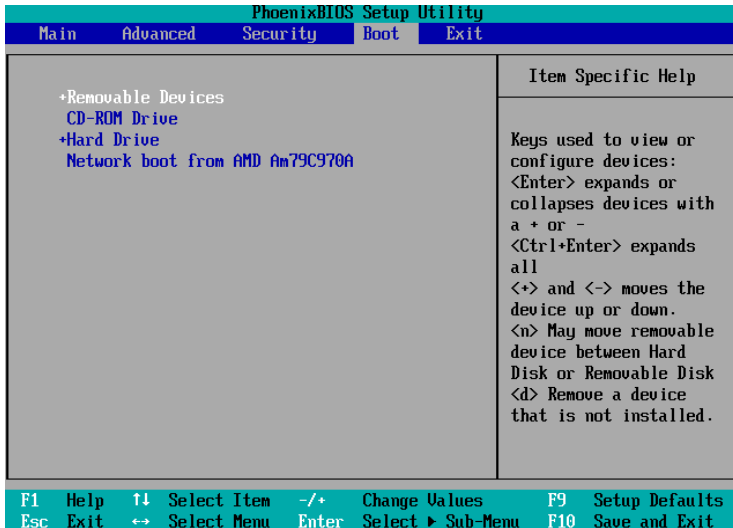 PhoenixBIOS Setup Utility
Main Advanced Security Boot Exit
+Removable Devices
CD-ROM Drive
+Hard Drive
Network boot from AMD Am79C970A
Item Specific Help
Keys used to view or
configure devices:
<Enter> expands or
collapses devices with
a + or -
<Ctrl+Enter> expands
all
<+> and <-> moves the
device up or down.
<n> May move removable
device between Hard
Disk or Removable Disk
<d> Remove a device
that is not installed.
F1 Help ↑↓ Select Item -/+ Change Values F9 Setup Defaults
Esc Exit ↔ Select Menu Enter Select ▶ Sub-Menu F10 Save and Exit